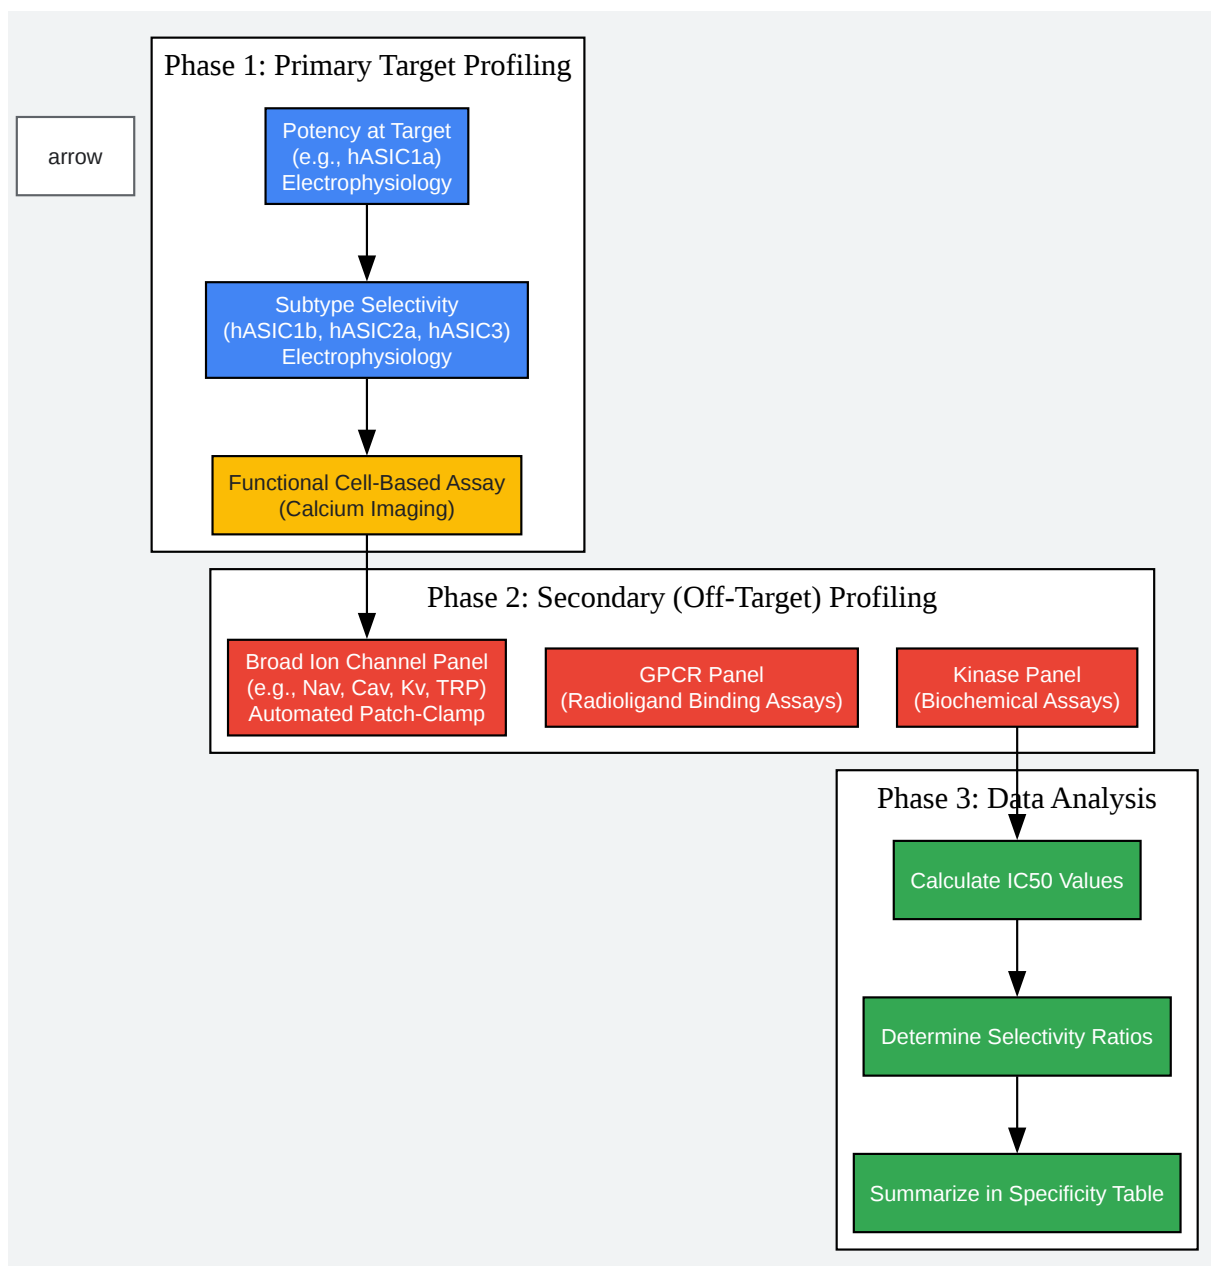 Phase 1: Primary Target Profiling
arrow
Potency at Target
(e.g., hASIC1a)
Electrophysiology
Subtype Selectivity
(hASIC1b, hASIC2a, hASIC3)
Electrophysiology
Functional Cell-Based Assay
(Calcium Imaging)
Phase 2: Secondary (Off-Target) Profiling
Broad Ion Channel Panel
(e.g., Nav, Cav, Kv, TRP)
Automated Patch-Clamp
GPCR Panel
(Radioligand Binding Assays)
Kinase Panel
(Biochemical Assays)
Phase 3: Data Analysis
Calculate IC50 Values
Determine Selectivity Ratios
Summarize in Specificity Table